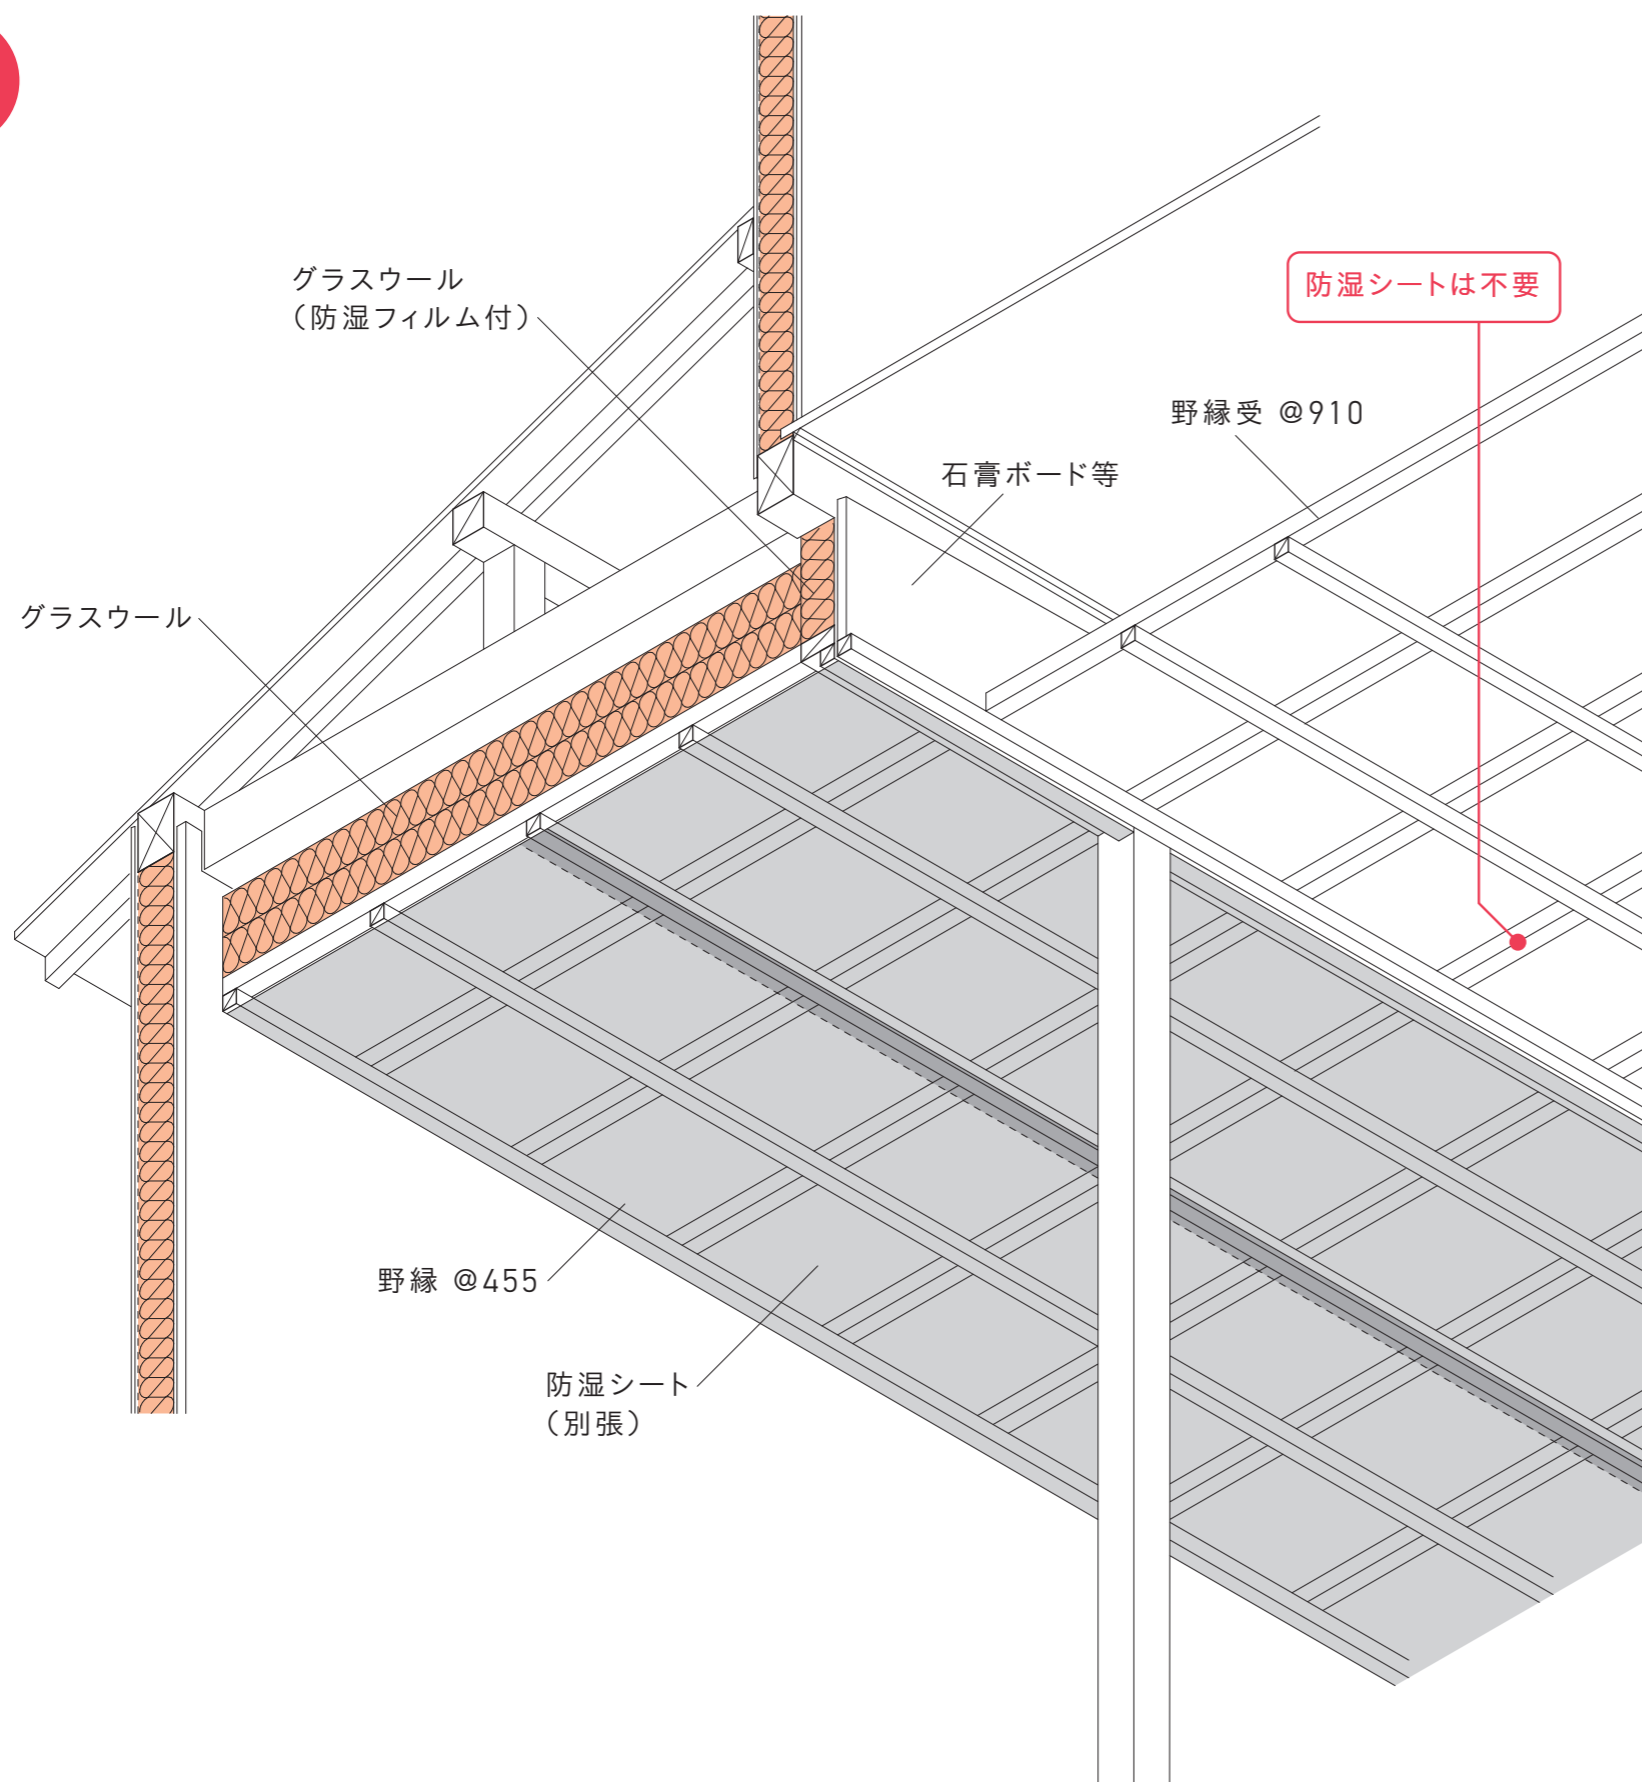 グラスウール
（防湿フィルム付）
防湿シートは不要
野縁受 @910
石膏ボード等
グラスウール
野縁 @455
防湿シート
（別張）